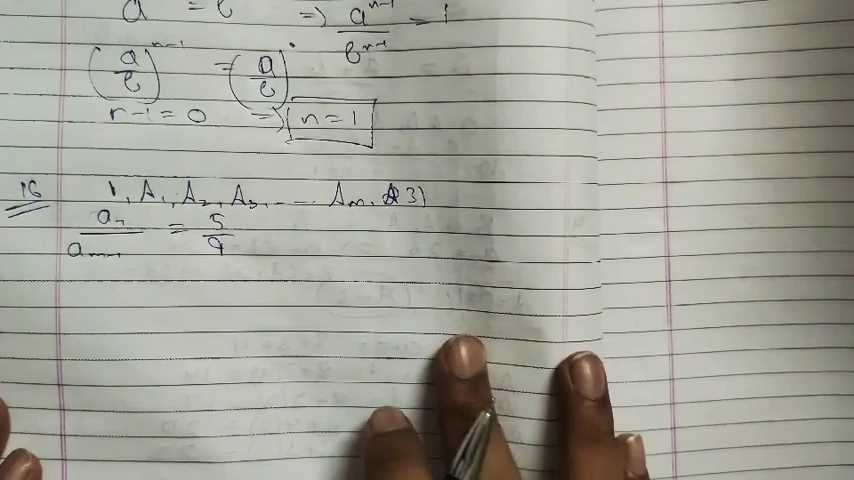 a = b => a^{n-1}/b^{n-1} = 1
(a/b)^{n-1} = (a/b)^{0}
n-1=0 => n=1
16 1, A1, A2, A3, ... Am, 31
a7/am-1 = 5/9